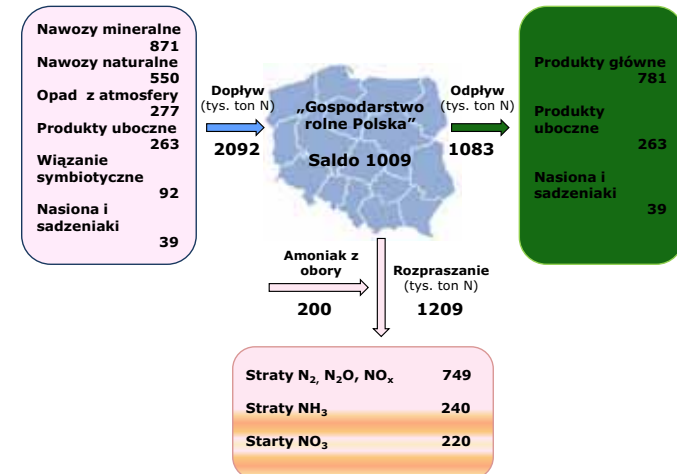 Nawozy mineralne
871
Nawozy naturalne
550
Opad z atmosfery
277
Produkty uboczne
263
Wiązanie
symbiotyczne
92
Nasiona i
sadzeniaki
39
Dopływ
(tys. ton N)
2092
„Gospodarstwo
rolne Polska”
Saldo 1009
Odpływ
(tys. ton N)
1083
Produkty główne
781
Produkty
uboczne
263
Nasiona i
sadzeniaki
39
Amoniak z
obory
200
Rozpraszanie
(tys. ton N)
1209
Straty N₂, N₂O, NOₓ 749
Straty NH₃ 240
Starty NO₃ 220